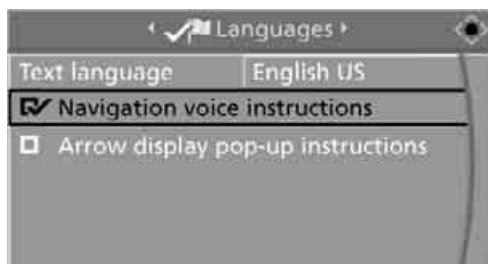 Languages
Text language English US
Navigation voice instructions
Arrow display pop-up instructions